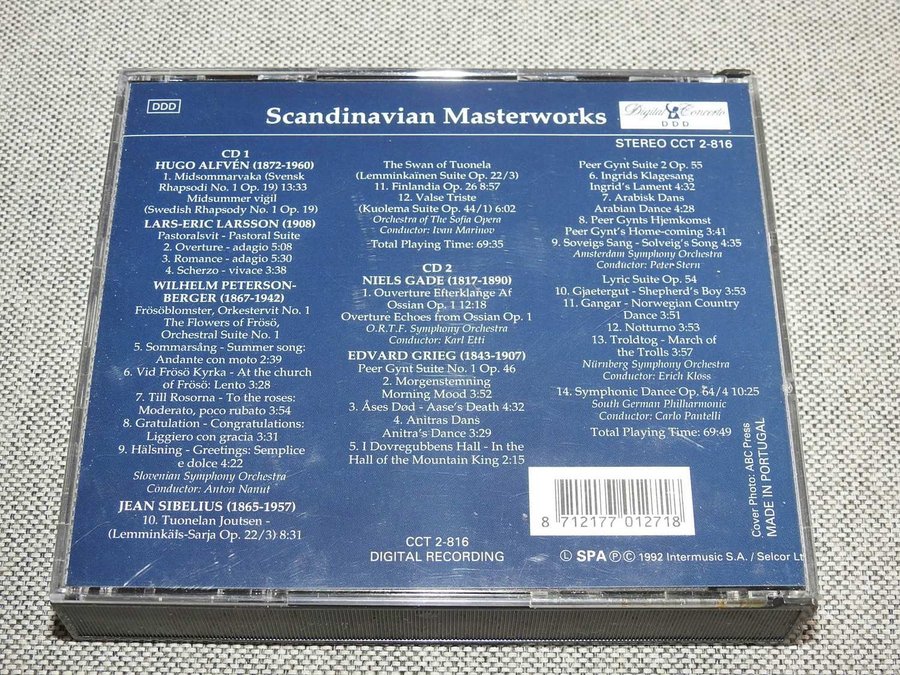 DDD
Scandinavian Masterworks
Digital Concerto
DDD
STEREO CCT 2-816
CD 1
HUGO ALFVÉN (1872-1960)
1. Midsommarvaka (Svensk
Rhapsodi No. 1 Op. 19) 13:33
Midsummer vigil
(Swedish Rhapsody No. 1 Op. 19)
LARS-ERIC LARSSON (1908)
Pastoralsvit - Pastoral Suite
2. Overture - adagio 5:08
3. Romance - adagio 5:30
4. Scherzo - vivace 3:38
WILHELM PETERSON-
BERGER (1867-1942)
Frösöblomster, Orkestervit No. 1
The Flowers of Frösö,
Orchestral Suite No. 1
5. Sommarsång - Summer song:
Andante con moto 2:39
6. Vid Frösö Kyrka - At the church
of Frösö: Lento 3:28
7. Till Rosorna - To the roses:
Moderato, poco rubato 3:54
8. Gratulation - Congratulations:
Liggiero con gracia 3:31
9. Hälsning - Greetings: Semplice
e dolce 4:22
Slovenian Symphony Orchestra
Conductor: Anton Nanut
JEAN SIBELIUS (1865-1957)
10. Tuonelan Joutsen -
(Lemminkäis-Sarja Op. 22/3) 8:31
The Swan of Tuonela
(Lemminkaïnen Suite Op. 22/3)
11. Finlandia Op. 26 8:57
12. Valse Triste
(Kuolema Suite Op. 44/1) 6:02
Orchestra of The Sofia Opera
Conductor: Ivan Marinov
Total Playing Time: 69:35
CD 2
NIELS GADE (1817-1890)
1. Ouverture Efterklange Af
Ossian Op. 1 12:18
Overture Echoes from Ossian Op. 1
O.R.T.F. Symphony Orchestra
Conductor: Karl Etti
EDVARD GRIEG (1843-1907)
Peer Gynt Suite No. 1 Op. 46
2. Morgenstemning
Morning Mood 3:52
3. Åses Død - Aase's Death 4:32
4. Anitras Dans
Anitra's Dance 3:29
5. I Dovregubbens Hall - In the
Hall of the Mountain King 2:15
CCT 2-816
DIGITAL RECORDING
Peer Gynt Suite 2 Op. 55
6. Ingrids Klagesang
Ingrid's Lament 4:32
7. Arabisk Dans
Arabian Dance 4:28
8. Peer Gynts Hjemkomst
Peer Gynt's Home-coming 3:41
9. Soveigs Sang - Solveig's Song 4:35
Amsterdam Symphony Orchestra
Conductor: Peter Stern
Lyric Suite Op. 54
10. Gjaetergut - Shepherd's Boy 3:53
11. Gangar - Norwegian Country
Dance 3:51
12. Notturno 3:53
13. Troldtog - March of
the Trolls 3:57
Nürnberg Symphony Orchestra
Conductor: Erich Kloss
14. Symphonic Dance Op. 64/4 10:25
South German Philharmonic
Conductor: Carlo Pantelli
Total Playing Time: 69:49
8 712177 012718
Cover Photo: ABC Press
MADE IN PORTUGAL
Ⓛ SPA ⓅⒸ 1992 Intermusic S.A. / Selcor Lt